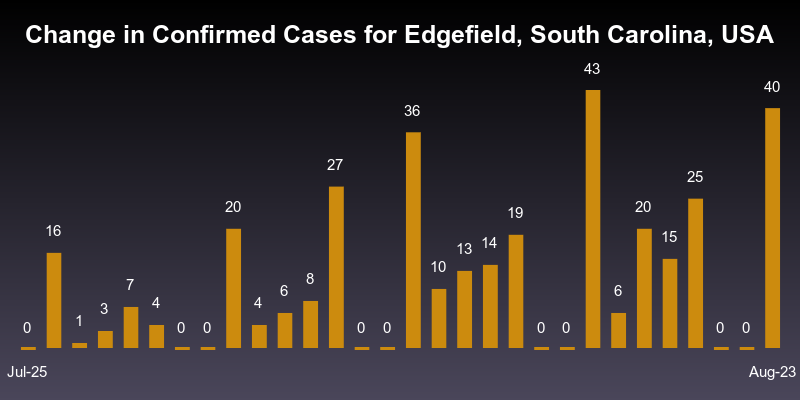 Change in Confirmed Cases for Edgefield, South Carolina, USA
0 16 1 3 7 4 0 0 20 4 6 8 27 0 0 36 10 13 14 19 0 0 43 6 20 15 25 0 0 40
Jul-25 Aug-23